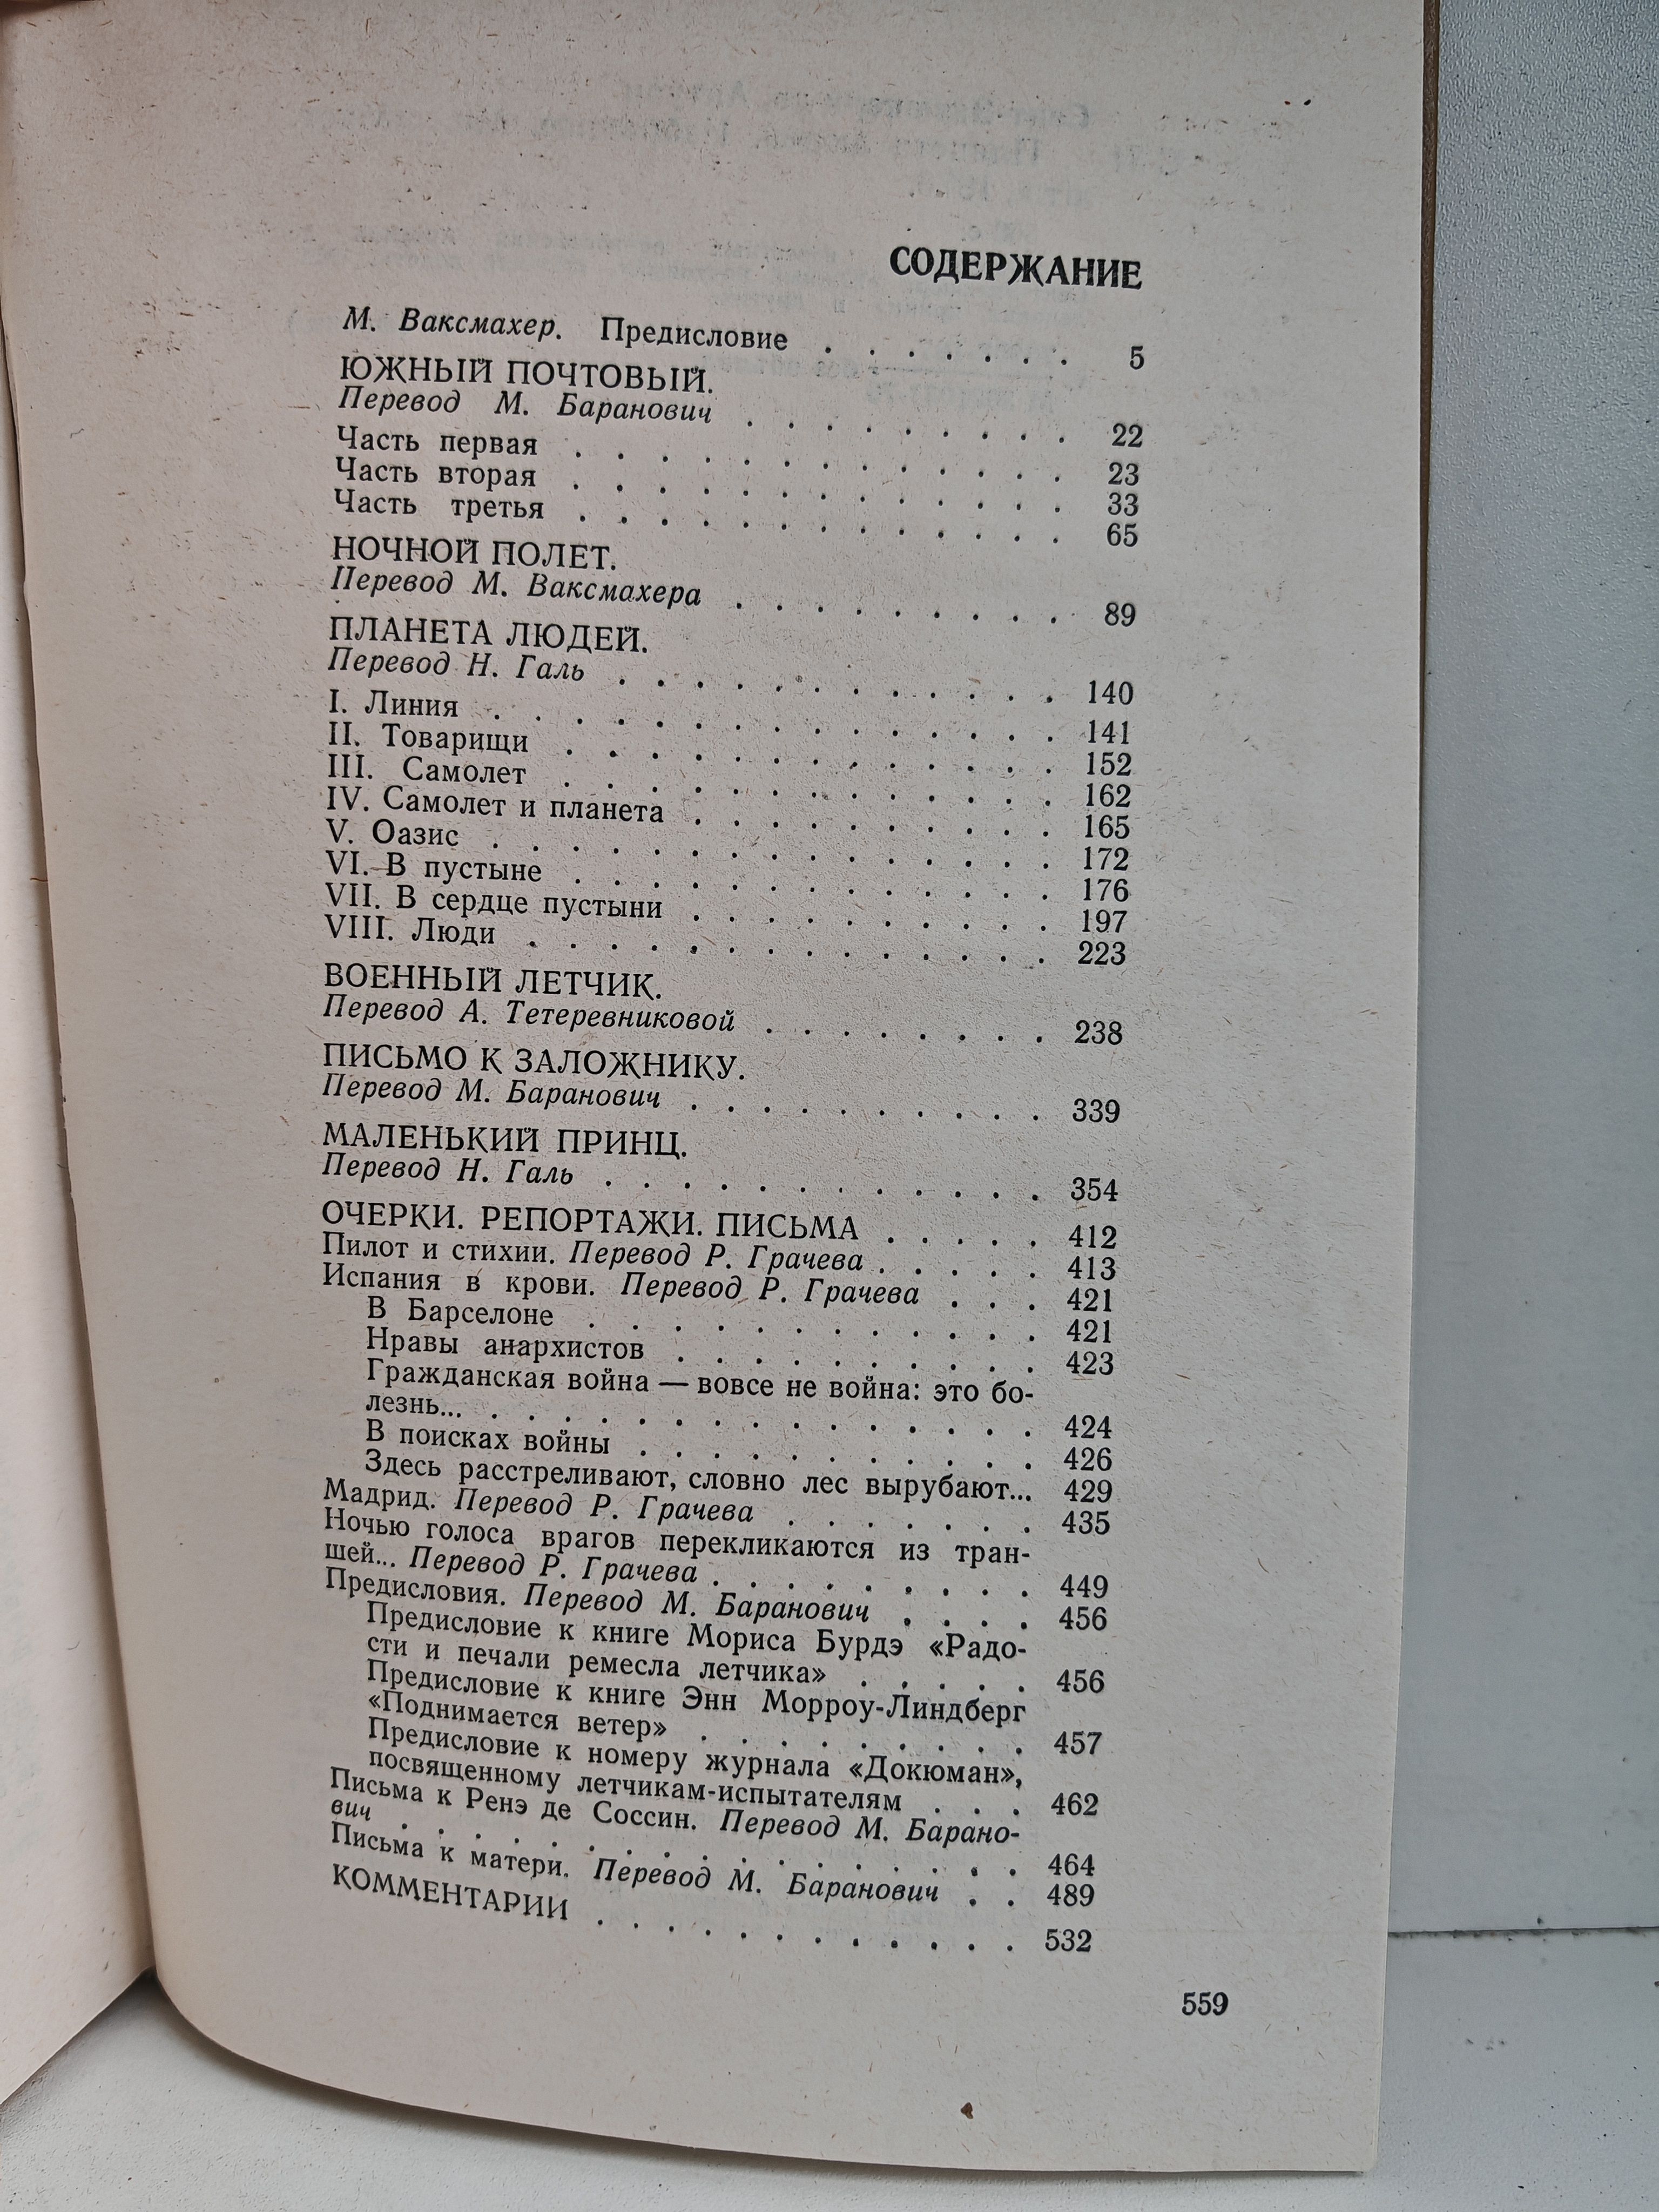 СОДЕРЖАНИЕ
М. Ваксмахер. Предисловие . . . . . . . 5
ЮЖНЫЙ ПОЧТОВЫЙ.
Перевод М. Баранович . . . . . . . . . 22
Часть первая . . . . . . . . . . . . 23
Часть вторая . . . . . . . . . . . . 33
Часть третья . . . . . . . . . . . . 65
НОЧНОЙ ПОЛЕТ.
Перевод М. Ваксмахера . . . . . . . . . 89
ПЛАНЕТА ЛЮДЕЙ.
Перевод Н. Галь . . . . . . . . . . . 140
I. Линия . . . . . . . . . . . . . . 141
II. Товарищи . . . . . . . . . . . . 152
III. Самолет . . . . . . . . . . . . 162
IV. Самолет и планета . . . . . . . . . 165
V. Оазис . . . . . . . . . . . . . . 172
VI. В пустыне . . . . . . . . . . . . 176
VII. В сердце пустыни . . . . . . . . . 197
VIII. Люди . . . . . . . . . . . . . 223
ВОЕННЫЙ ЛЕТЧИК.
Перевод А. Тетеревниковой . . . . . . . 238
ПИСЬМО К ЗАЛОЖНИКУ.
Перевод М. Баранович . . . . . . . . . 339
МАЛЕНЬКИЙ ПРИНЦ.
Перевод Н. Галь . . . . . . . . . . . 354
ОЧЕРКИ. РЕПОРТАЖИ. ПИСЬМА . . . . . 412
Пилот и стихии. Перевод Р. Грачева . . . . . 413
Испания в крови. Перевод Р. Грачева . . . 421
В Барселоне . . . . . . . . . . . . 421
Нравы анархистов . . . . . . . . . . 423
Гражданская война — вовсе не война: это бо-
лезнь... . . . . . . . . . . . . . . . 424
В поисках войны . . . . . . . . . . . 426
Здесь расстреливают, словно лес вырубают... 429
Мадрид. Перевод Р. Грачева . . . . . . . 435
Ночью голоса врагов перекликаются из тран-
шей... Перевод Р. Грачева . . . . . . . . . 449
Предисловия. Перевод М. Баранович . . . . 456
Предисловие к книге Мориса Бурдэ «Радо-
сти и печали ремесла летчика» . . . . . 456
Предисловие к книге Энн Морроу-Линдберг
«Поднимается ветер» . . . . . . . . . 457
Предисловие к номеру журнала «Докюман»,
посвященному летчикам-испытателям . . . 462
Письма к Ренэ де Соссин. Перевод М. Барано-
вич . . . . . . . . . . . . . . . . 464
Письма к матери. Перевод М. Баранович . . 489
КОММЕНТАРИИ . . . . . . . . . . . . 532
559